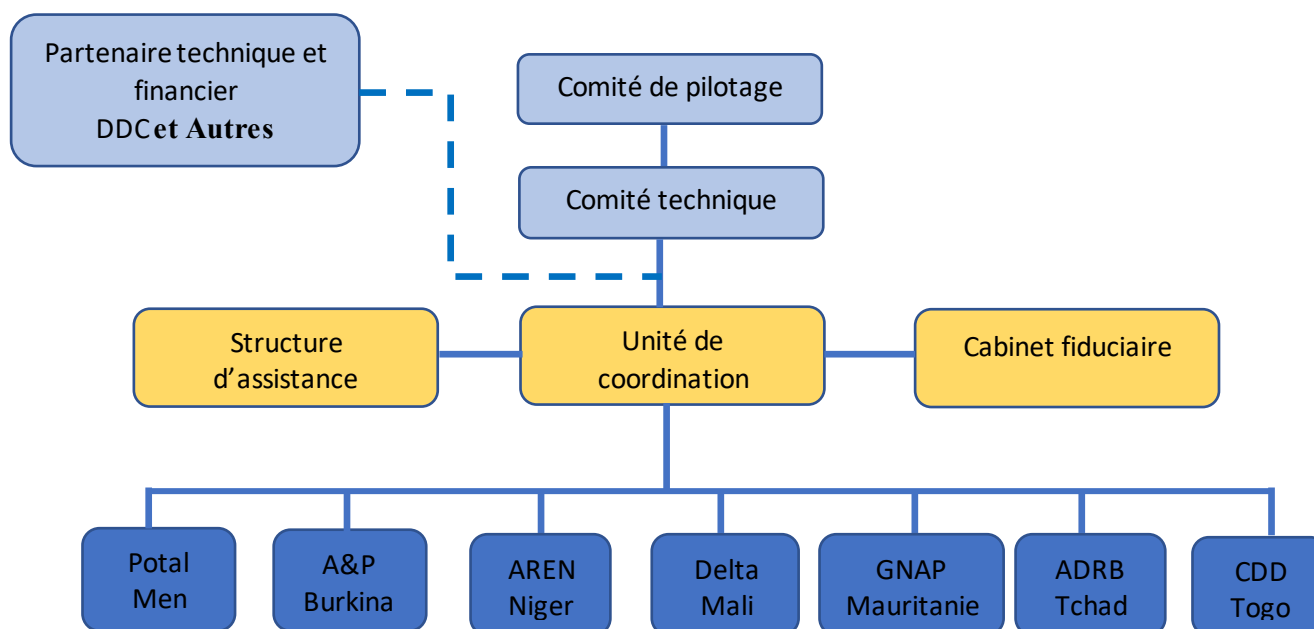 Partenaire technique et
financier
DDC et Autres
Comité de pilotage
Comité technique
Structure
d'assistance
Unité de
coordination
Cabinet fiduciaire
Potal
Men
A&P
Burkina
AREN
Niger
Delta
Mali
GNAP
Mauritanie
ADRB
Tchad
CDD
Togo